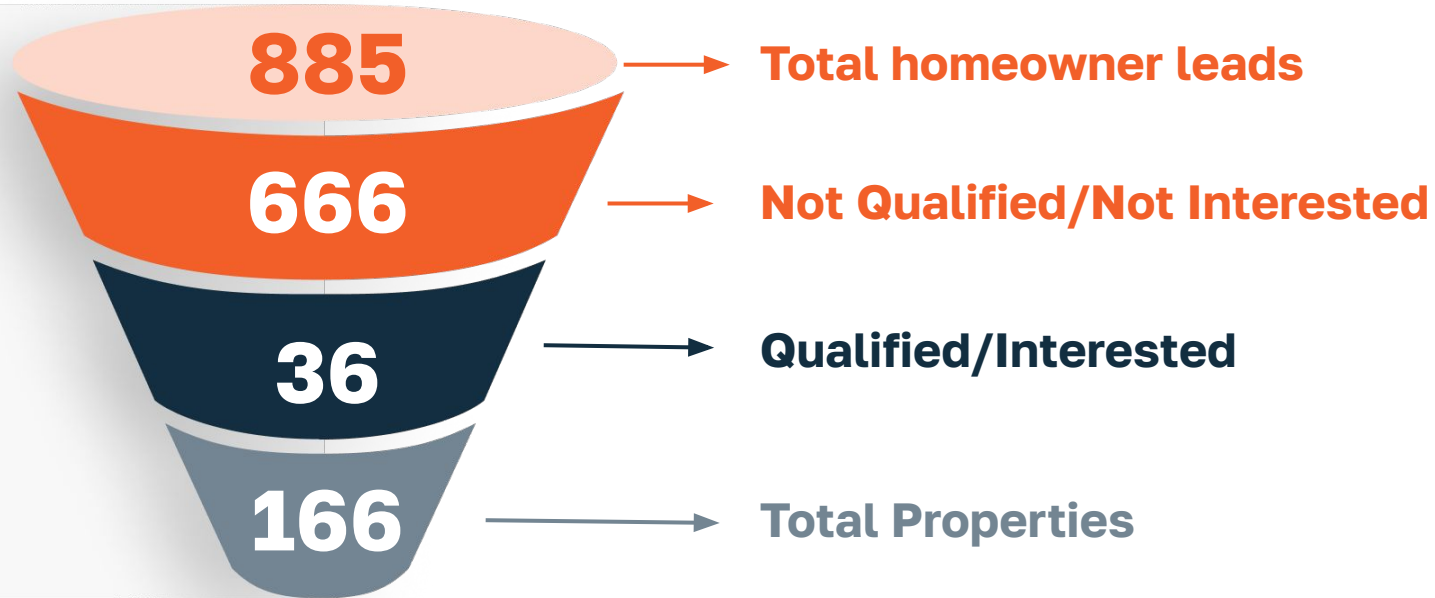 885
Total homeowner leads
666
Not Qualified/Not Interested
36
Qualified/Interested
166
Total Properties